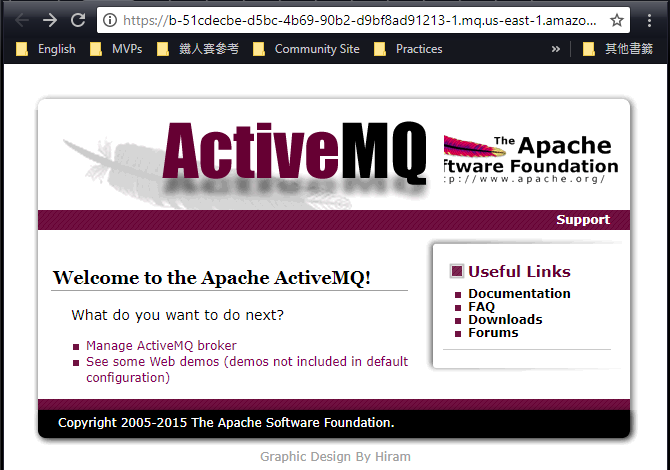 https://b-51cdecbe-d5bc-4b69-90b2-d9bf8ad91213-1.mq.us-east-1.amazo...
English MVPs 鐵人賽參考 Community Site Practices » 其他書籤
ActiveMQ
The Apache
ftware Foundation
tp://www.apache.org/
Support
Welcome to the Apache ActiveMQ!
What do you want to do next?
Manage ActiveMQ broker
See some Web demos (demos not included in default
configuration)
Useful Links
Documentation
FAQ
Downloads
Forums
Copyright 2005-2015 The Apache Software Foundation.
Graphic Design By Hiram